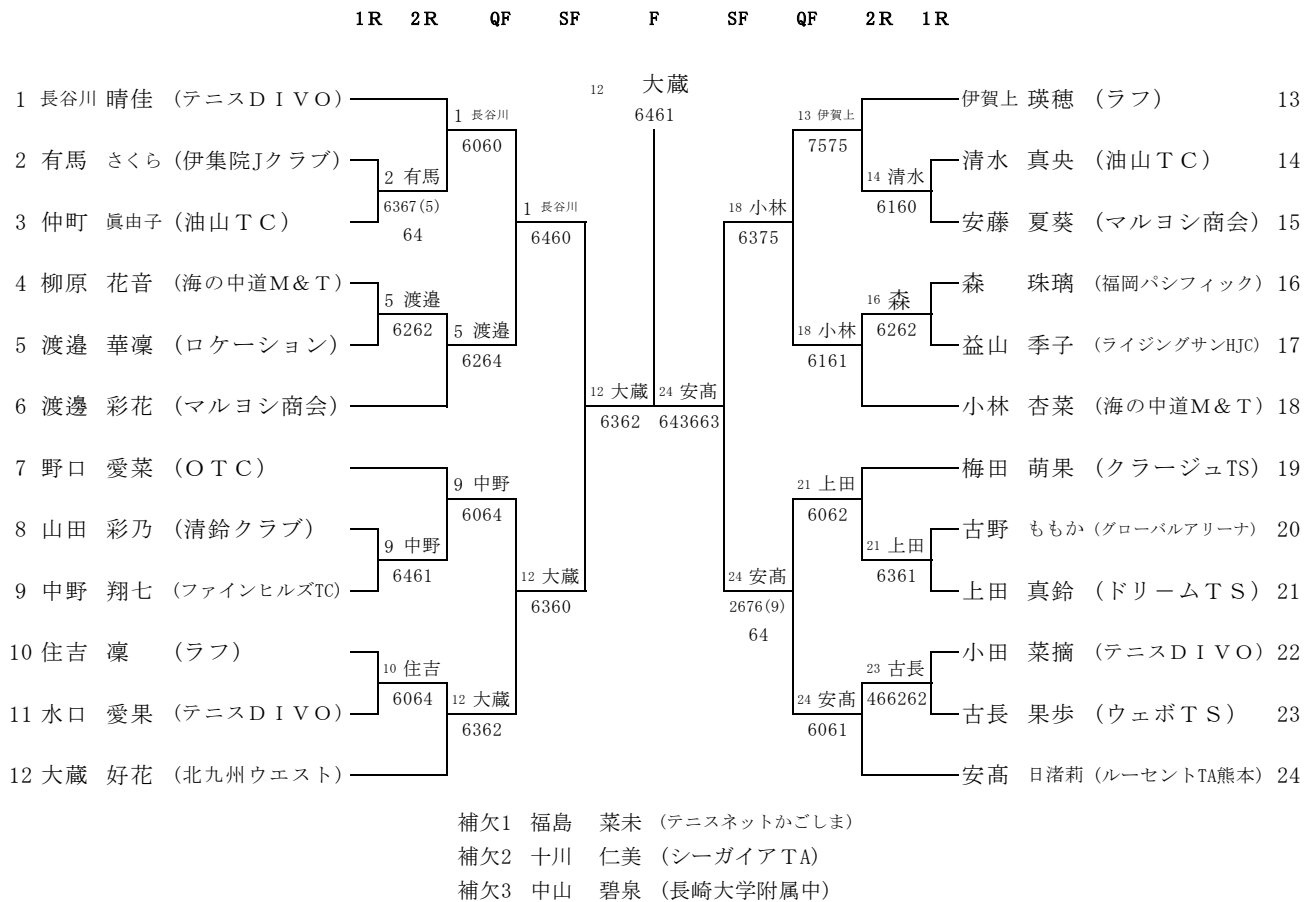 1R 2R QF SF F SF QF 2R 1R
12 大蔵
6461
1 長谷川 晴佳 (テニスＤＩＶＯ)
2 有馬 さくら (伊集院Jクラブ)
3 仲町 眞由子 (油山ＴＣ)
4 柳原 花音 (海の中道Ｍ＆Ｔ)
5 渡邉 華凜 (ロケーション)
6 渡邊 彩花 (マルヨシ商会)
7 野口 愛菜 (ＯＴＣ)
8 山田 彩乃 (清鈴クラブ)
9 中野 翔七 (ファインヒルズTC)
10 住吉 凜 (ラフ)
11 水口 愛果 (テニスＤＩＶＯ)
12 大蔵 好花 (北九州ウエスト)
2 有馬
6367(5)
64
5 渡邉
6262
9 中野
6461
10 住吉
6064
1 長谷川
6060
5 渡邉
6264
9 中野
6064
12 大蔵
6362
1 長谷川
6460
12 大蔵
6360
12 大蔵
6362
24 安髙
643663
18 小林
6375
24 安髙
2676(9)
64
13 伊賀上
7575
18 小林
6161
21 上田
6062
24 安髙
6061
14 清水
6160
16 森
6262
21 上田
6361
23 古長
466262
伊賀上 瑛穂 (ラフ) 13
清水 真央 (油山ＴＣ) 14
安藤 夏葵 (マルヨシ商会) 15
森 珠璃 (福岡パシフィック) 16
益山 季子 (ライジングサンHJC) 17
小林 杏菜 (海の中道Ｍ＆Ｔ) 18
梅田 萌果 (クラージュTS) 19
古野 ももか (グローバルアリーナ) 20
上田 真鈴 (ドリームＴＳ) 21
小田 菜摘 (テニスＤＩＶＯ) 22
古長 果歩 (ウェボＴＳ) 23
安髙 日渚莉 (ルーセントTA熊本) 24
補欠1 福島 菜未 (テニスネットかごしま)
補欠2 十川 仁美 (シーガイアTA)
補欠3 中山 碧泉 (長崎大学附属中)